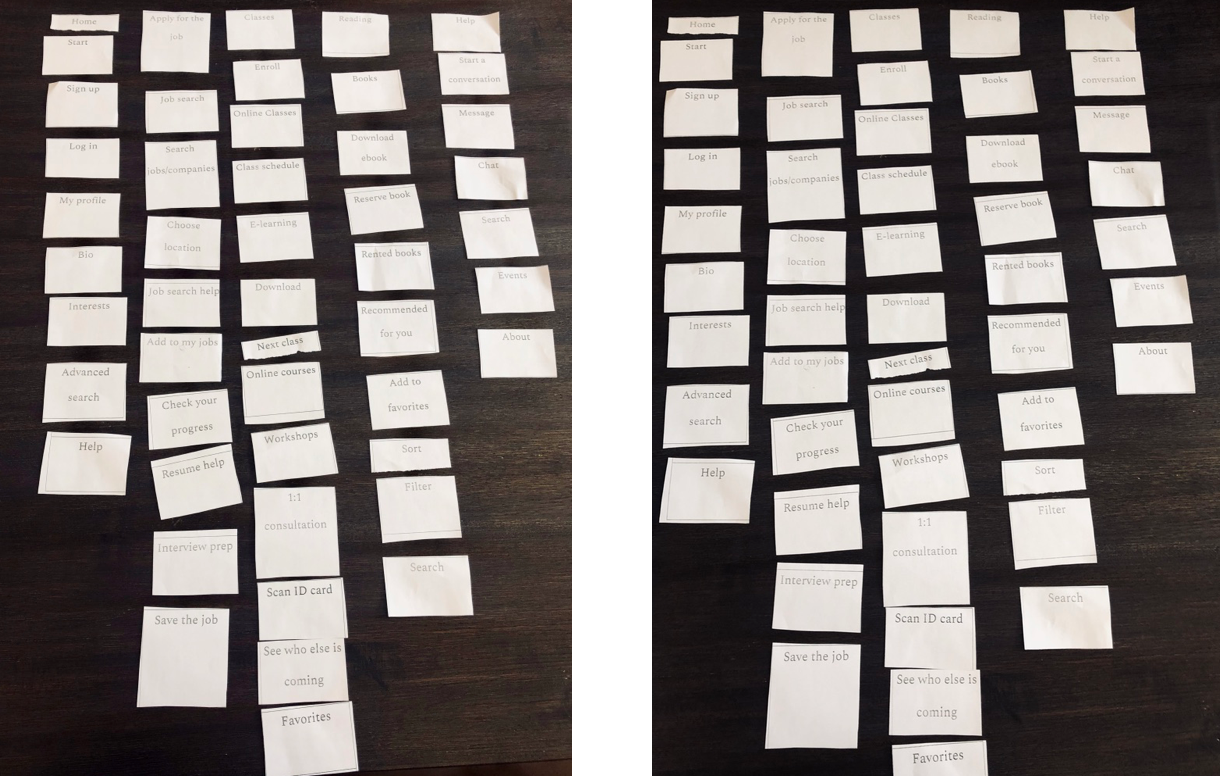 Home
Start
Sign up
Log in
My profile
Bio
Interests
Advanced
search
Help
Apply for the
job
Job search
Search
jobs/companies
Choose
location
Job search help
Add to my jobs
Check your
progress
Resume help
Interview prep
Save the job
Classes
Enroll
Online Classes
Class schedule
E-learning
Download
Next class
Online courses
Workshops
1:1
consultation
Scan ID card
See who else is
coming
Favorites
Reading
Books
Download
ebook
Reserve book
Rented books
Recommended
for you
Add to
favorites
Sort
Filter
Search
Help
Start a
conversation
Message
Chat
Search
Events
About
Home
Start
Sign up
Log in
My profile
Bio
Interests
Advanced
search
Help
Apply for the
job
Job search
Search
jobs/companies
Choose
location
Job search help
Add to my jobs
Check your
progress
Resume help
Interview prep
Save the job
Classes
Enroll
Online Classes
Class schedule
E-learning
Download
Next class
Online courses
Workshops
1:1
consultation
Scan ID card
See who else is
coming
Favorites
Reading
Books
Download
ebook
Reserve book
Rented books
Recommended
for you
Add to
favorites
Sort
Filter
Search
Help
Start a
conversation
Message
Chat
Search
Events
About